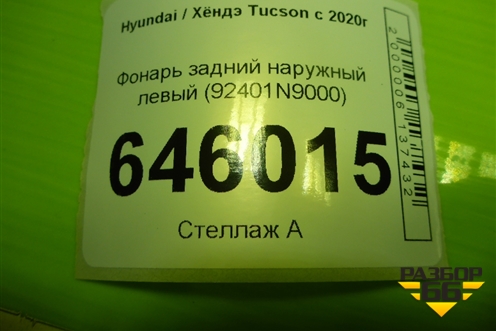 Hyundai / Хёндэ Tucson с 2020г
Фонарь задний наружный
левый (92401N9000)
646015
Стеллаж А
2000006137432
РАЗБОР
66